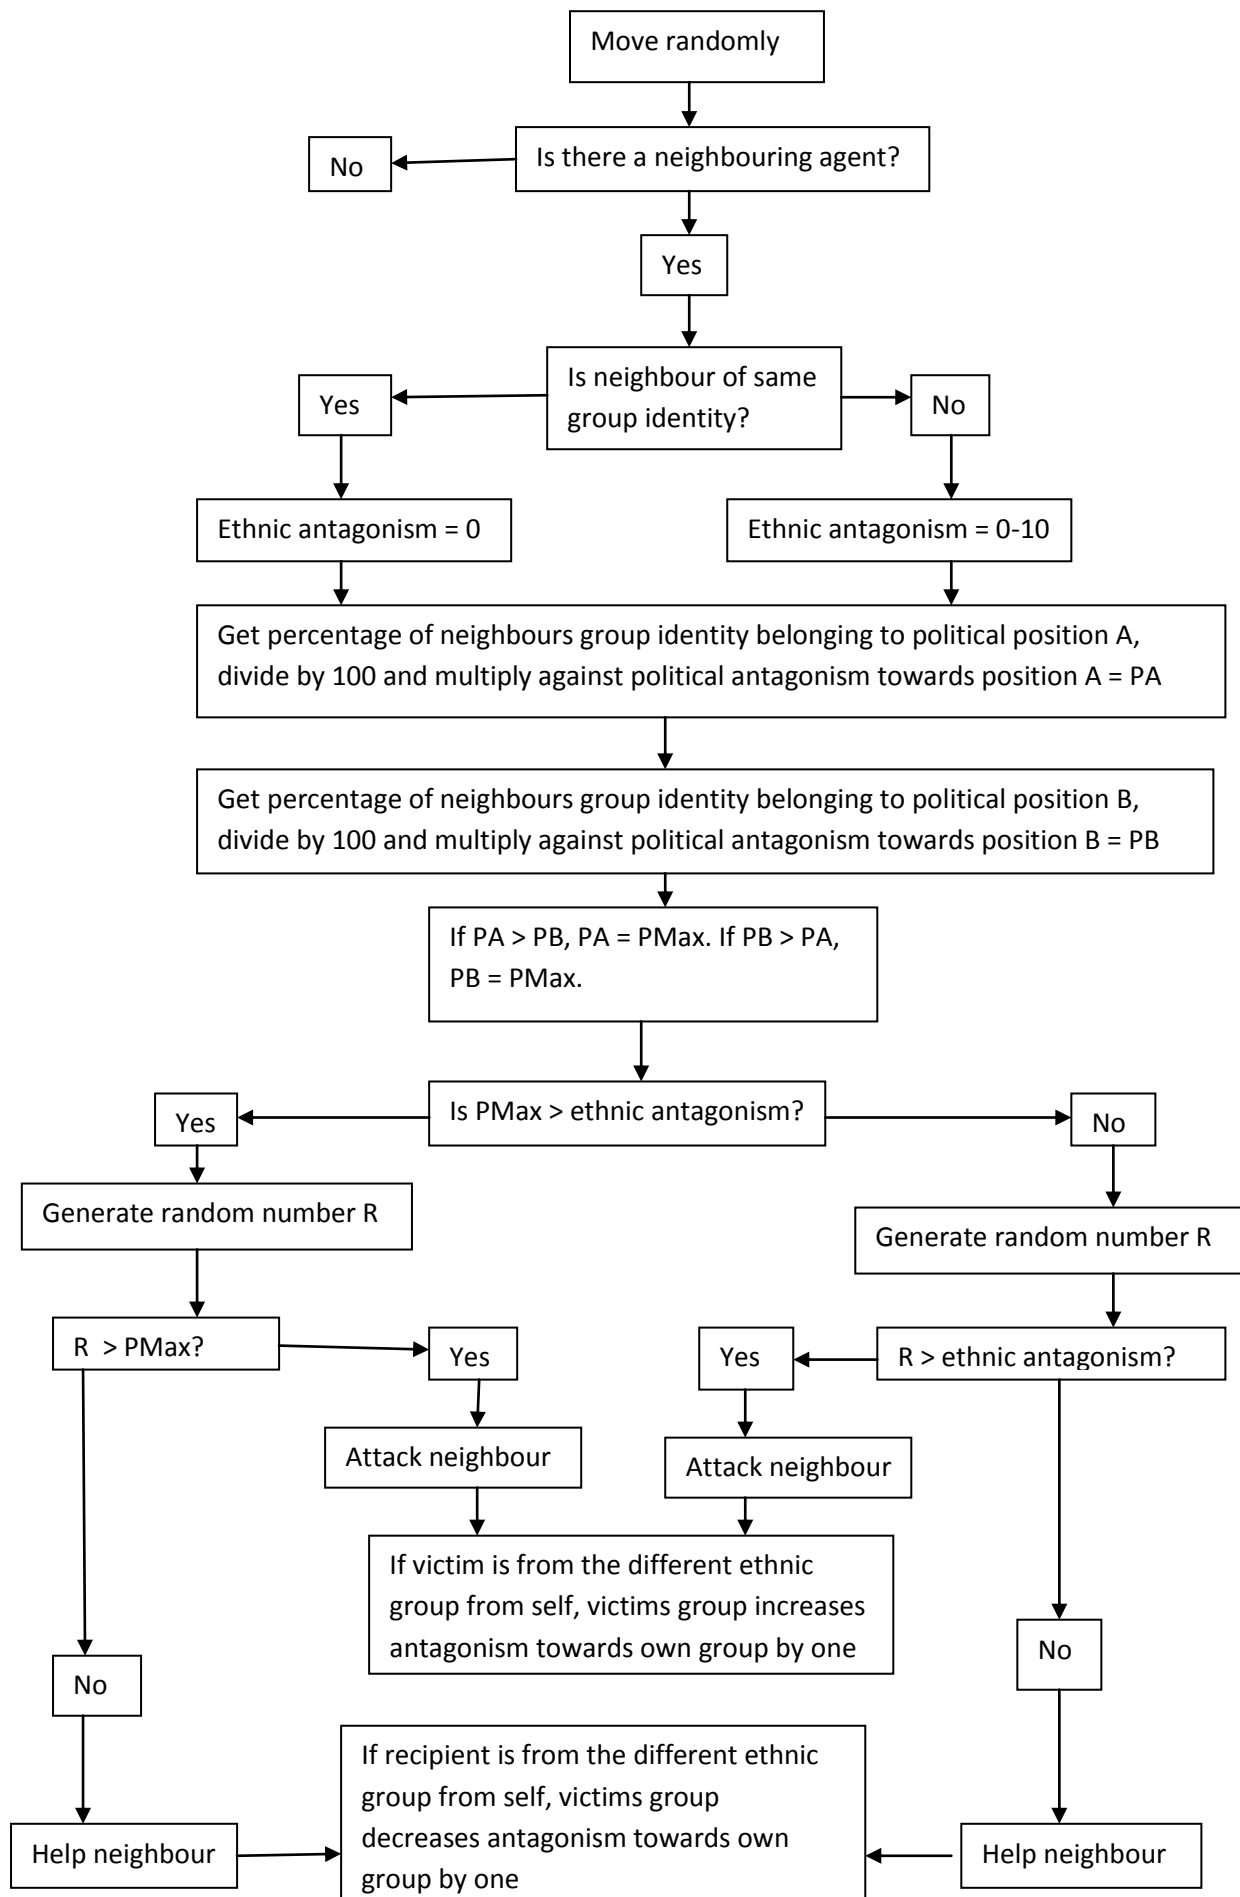 Move randomly
Is there a neighbouring agent?
No
Yes
Is neighbour of same
group identity?
Yes
No
Ethnic antagonism = 0
Ethnic antagonism = 0-10
Get percentage of neighbours group identity belonging to political position A,
divide by 100 and multiply against political antagonism towards position A = PA
Get percentage of neighbours group identity belonging to political position B,
divide by 100 and multiply against political antagonism towards position B = PB
If PA > PB, PA = PMax. If PB > PA,
PB = PMax.
Is PMax > ethnic antagonism?
Yes
No
Generate random number R
Generate random number R
R > PMax?
Yes
Yes
R > ethnic antagonism?
Attack neighbour
Attack neighbour
If victim is from the different ethnic
group from self, victims group increases
antagonism towards own group by one
No
No
If recipient is from the different ethnic
group from self, victims group
decreases antagonism towards own
group by one
Help neighbour
Help neighbour